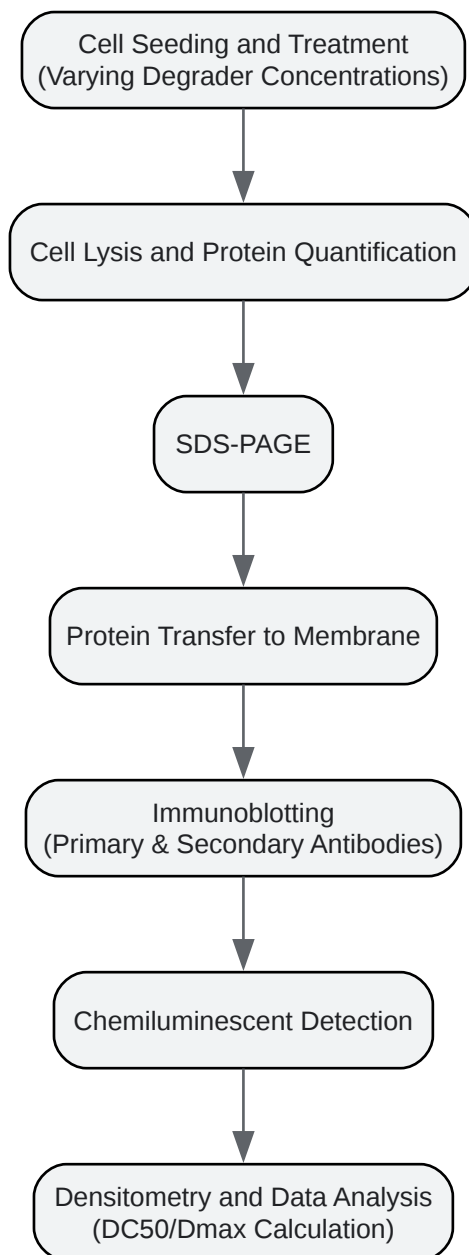 Cell Seeding and Treatment
(Varying Degrader Concentrations)
Cell Lysis and Protein Quantification
SDS-PAGE
Protein Transfer to Membrane
Immunoblotting
(Primary & Secondary Antibodies)
Chemiluminescent Detection
Densitometry and Data Analysis
(DC50/Dmax Calculation)